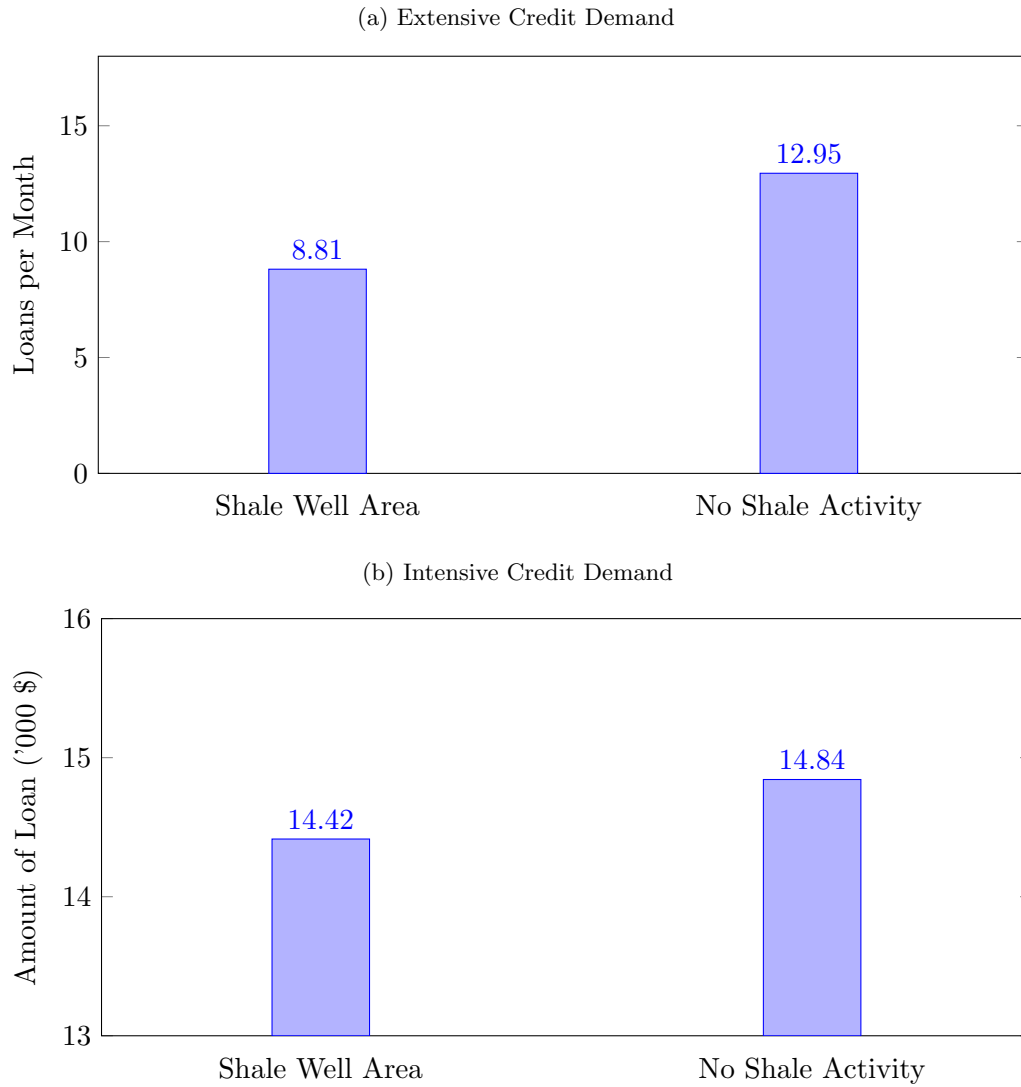 (a) Extensive Credit Demand
Loans per Month
15
10
5
0
8.81
12.95
Shale Well Area
No Shale Activity
(b) Intensive Credit Demand
Amount of Loan ('000 $)
16
15
14
13
14.42
14.84
Shale Well Area
No Shale Activity